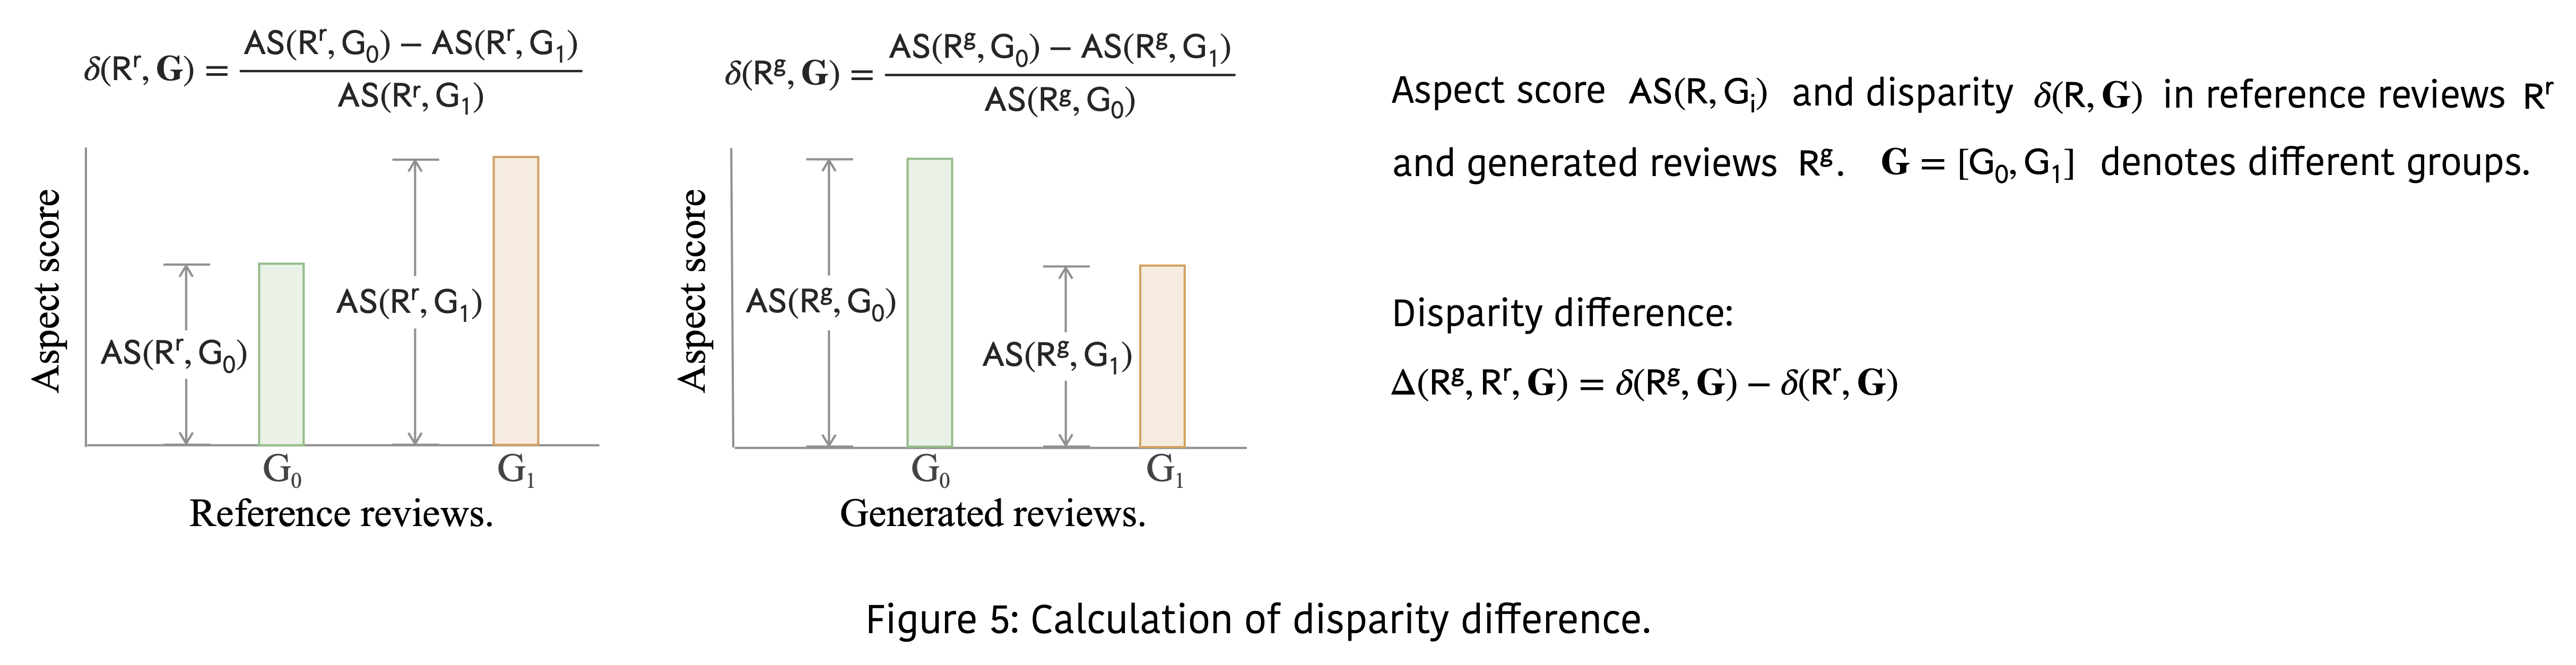 δ(Rʳ, G) = AS(Rʳ, G₀) − AS(Rʳ, G₁) / AS(Rʳ, G₁)
Aspect score
AS(Rʳ, G₀)
AS(Rʳ, G₁)
G₀ G₁
Reference reviews.
δ(Rᵍ, G) = AS(Rᵍ, G₀) − AS(Rᵍ, G₁) / AS(Rᵍ, G₀)
Aspect score
AS(Rᵍ, G₀)
AS(Rᵍ, G₁)
G₀ G₁
Generated reviews.
Aspect score AS(R, Gᵢ) and disparity δ(R, G) in reference reviews Rʳ
and generated reviews Rᵍ. G = [G₀, G₁] denotes different groups.
Disparity difference:
Δ(Rᵍ, Rʳ, G) = δ(Rᵍ, G) − δ(Rʳ, G)
Figure 5: Calculation of disparity difference.